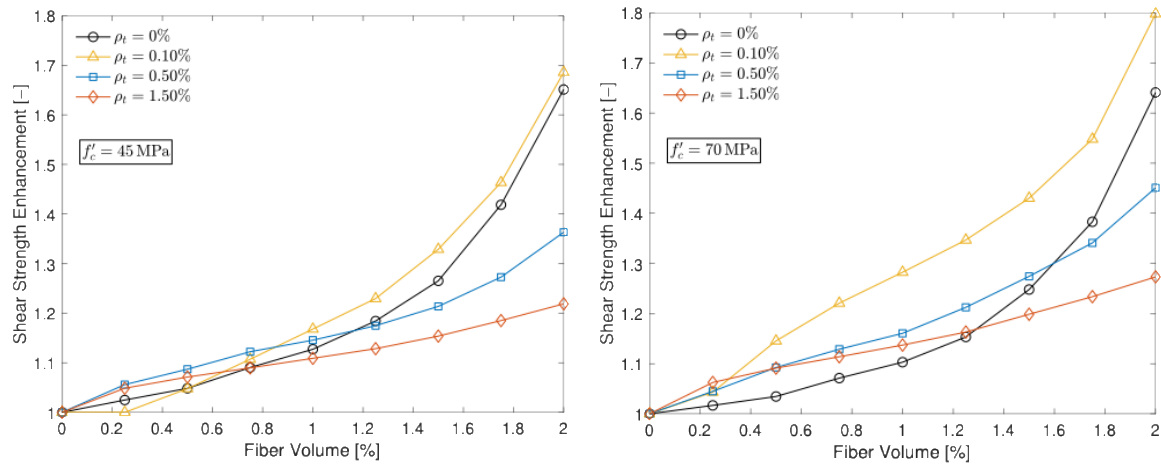 1.8
1.7
1.6
1.5
1.4
1.3
1.2
1.1
1
Shear Strength Enhancement [−]
ρt = 0%
ρt = 0.10%
ρt = 0.50%
ρt = 1.50%
f′c = 45 MPa
0 0.2 0.4 0.6 0.8 1 1.2 1.4 1.6 1.8 2
Fiber Volume [%]
1.8
1.7
1.6
1.5
1.4
1.3
1.2
1.1
1
Shear Strength Enhancement [−]
ρt = 0%
ρt = 0.10%
ρt = 0.50%
ρt = 1.50%
f′c = 70 MPa
0 0.2 0.4 0.6 0.8 1 1.2 1.4 1.6 1.8 2
Fiber Volume [%]